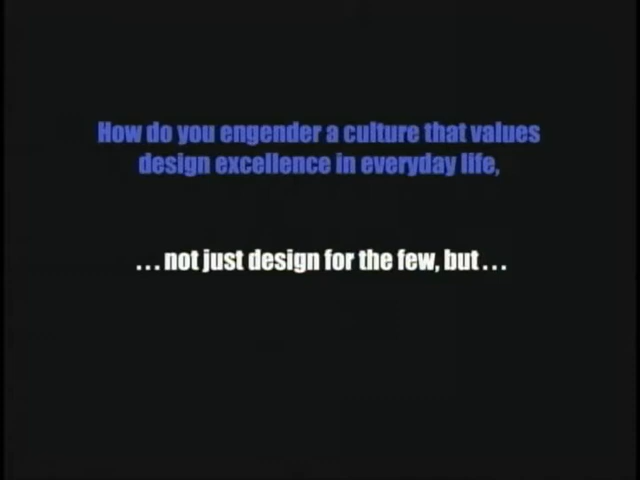 How do you engender a culture that values
design excellence in everyday life,
. . . not just design for the few, but . . .